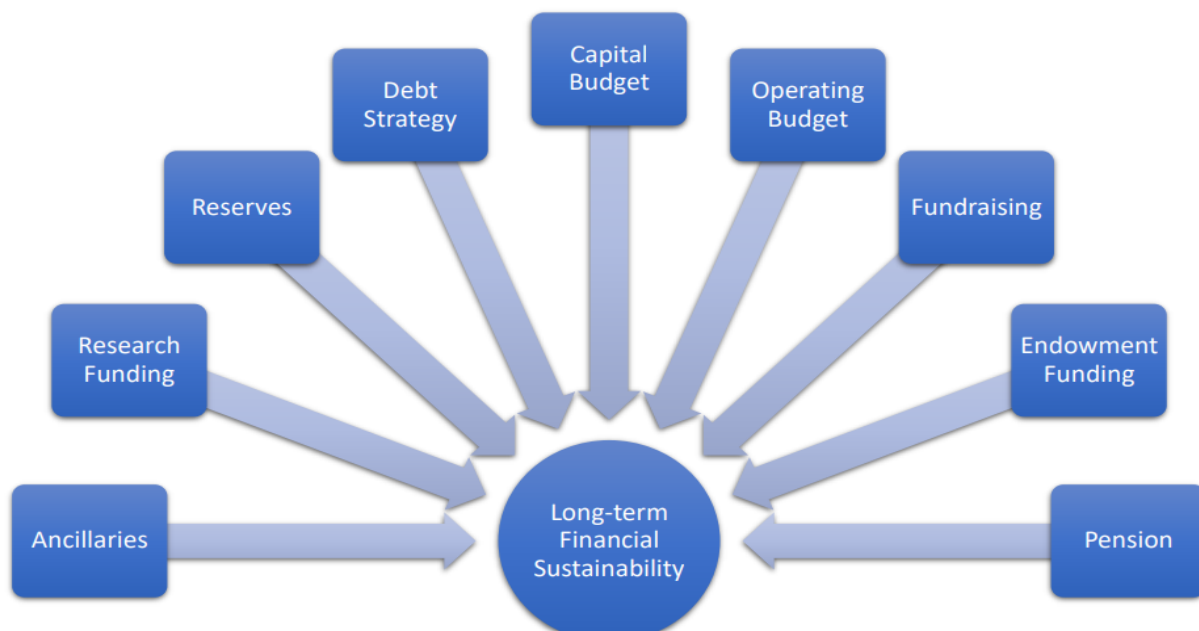 Capital
Budget
Debt
Strategy
Operating
Budget
Reserves
Fundraising
Research
Funding
Endowment
Funding
Ancillaries
Long-term
Financial
Sustainability
Pension